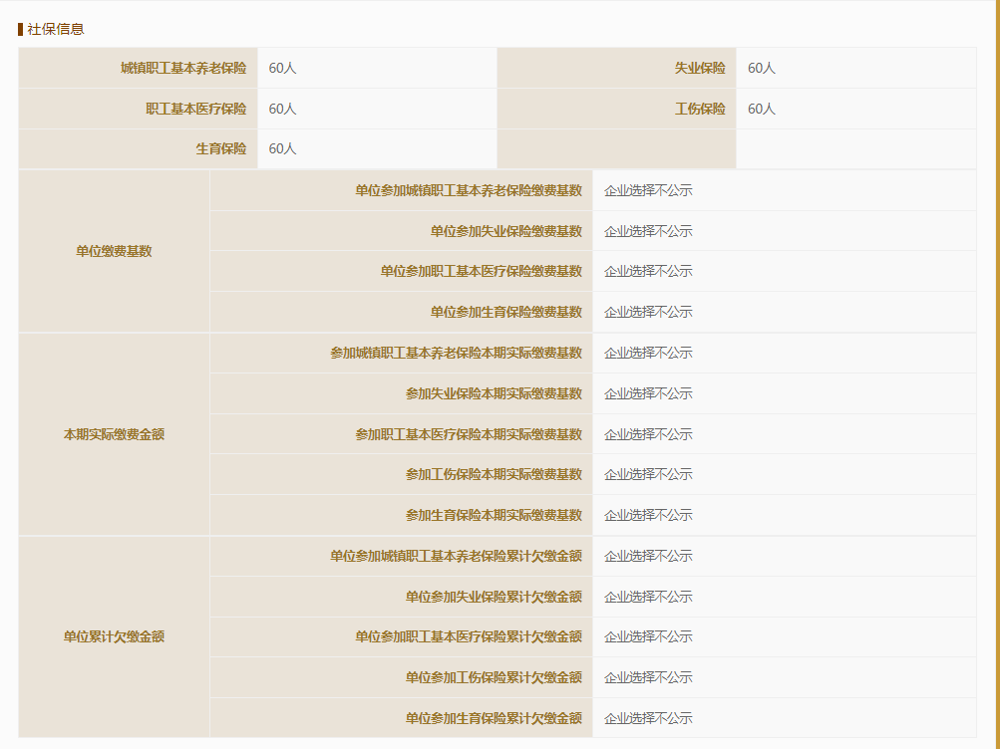 社保信息
城镇职工基本养老保险 60人 失业保险 60人
职工基本医疗保险 60人 工伤保险 60人
生育保险 60人
单位缴费基数
单位参加城镇职工基本养老保险缴费基数 企业选择不公示
单位参加失业保险缴费基数 企业选择不公示
单位参加职工基本医疗保险缴费基数 企业选择不公示
单位参加生育保险缴费基数 企业选择不公示
本期实际缴费金额
参加城镇职工基本养老保险本期实际缴费基数 企业选择不公示
参加失业保险本期实际缴费基数 企业选择不公示
参加职工基本医疗保险本期实际缴费基数 企业选择不公示
参加工伤保险本期实际缴费基数 企业选择不公示
参加生育保险本期实际缴费基数 企业选择不公示
单位累计欠缴金额
单位参加城镇职工基本养老保险累计欠缴金额 企业选择不公示
单位参加失业保险累计欠缴金额 企业选择不公示
单位参加职工基本医疗保险累计欠缴金额 企业选择不公示
单位参加工伤保险累计欠缴金额 企业选择不公示
单位参加生育保险累计欠缴金额 企业选择不公示